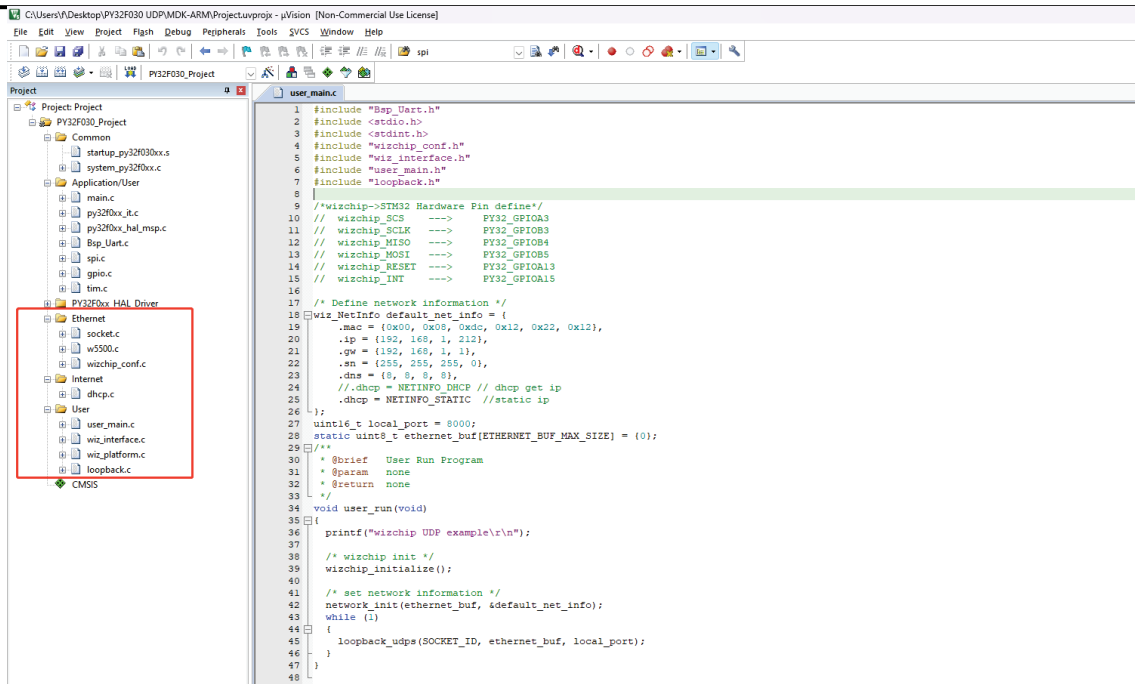 C:\Users\f\Desktop\PY32F030 UDP\MDK-ARM\Project.uvprojx - µVision [Non-Commercial Use License]
File Edit View Project Flash Debug Peripherals Tools SVCS Window Help
spi
LOAD PY32F030_Project
Project
user_main.c
Project: Project
PY32F030_Project
Common
startup_py32f030xx.s
system_py32f0xx.c
Application/User
main.c
py32f0xx_it.c
py32f0xx_hal_msp.c
Bsp_Uart.c
spi.c
gpio.c
tim.c
PY32F0xx_HAL_Driver
Ethernet
socket.c
w5500.c
wizchip_conf.c
Internet
dhcp.c
User
user_main.c
wiz_interface.c
wiz_platform.c
loopback.c
CMSIS
1 #include "Bsp_Uart.h"
2 #include <stdio.h>
3 #include <stdint.h>
4 #include "wizchip_conf.h"
5 #include "wiz_interface.h"
6 #include "user_main.h"
7 #include "loopback.h"
8
9 /*wizchip->STM32 Hardware Pin define*/
10 // wizchip_SCS ---> PY32_GPIOA3
11 // wizchip_SCLK ---> PY32_GPIOB3
12 // wizchip_MISO ---> PY32_GPIOB4
13 // wizchip_MOSI ---> PY32_GPIOB5
14 // wizchip_RESET ---> PY32_GPIOA13
15 // wizchip_INT ---> PY32_GPIOA15
16
17 /* Define network information */
18 wiz_NetInfo default_net_info = {
19 .mac = {0x00, 0x08, 0xdc, 0x12, 0x22, 0x12},
20 .ip = {192, 168, 1, 212},
21 .gw = {192, 168, 1, 1},
22 .sn = {255, 255, 255, 0},
23 .dns = {8, 8, 8, 8},
24 //.dhcp = NETINFO_DHCP // dhcp get ip
25 .dhcp = NETINFO_STATIC //static ip
26 };
27 uint16_t local_port = 8000;
28 static uint8_t ethernet_buf[ETHERNET_BUF_MAX_SIZE] = {0};
29 /**
30 * @brief User Run Program
31 * @param none
32 * @return none
33 */
34 void user_run(void)
35 {
36 printf("wizchip UDP example\r\n");
37
38 /* wizchip init */
39 wizchip_initialize();
40
41 /* set network information */
42 network_init(ethernet_buf, &default_net_info);
43 while (1)
44 {
45 loopback_udps(SOCKET_ID, ethernet_buf, local_port);
46 }
47 }
48